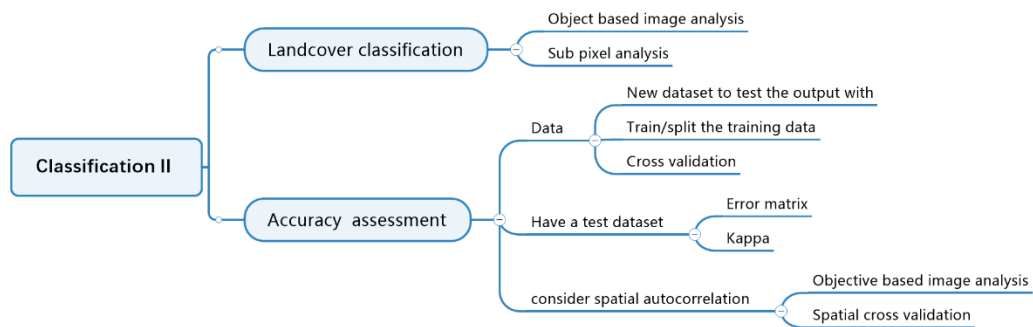 Classification II
Landcover classification
Object based image analysis
Sub pixel analysis
Accuracy assessment
Data
New dataset to test the output with
Train/split the training data
Cross validation
Have a test dataset
Error matrix
Kappa
consider spatial autocorrelation
Objective based image analysis
Spatial cross validation